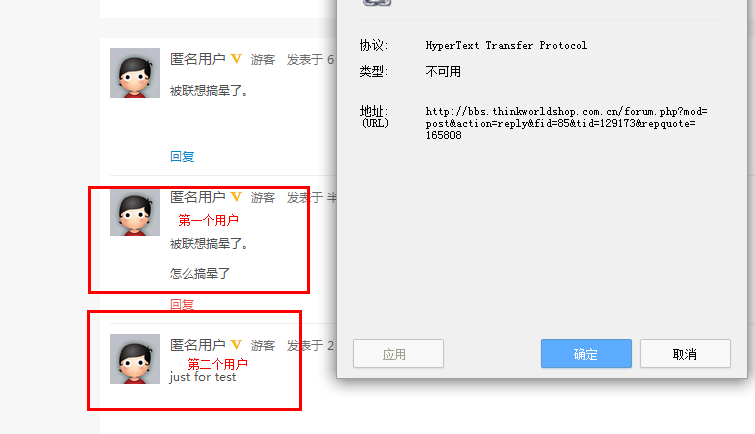 匿名用户 V 游客 发表于 6
被联想搞晕了。
回复
匿名用户 V 游客 发表于 半
第一个用户
被联想搞晕了。
怎么搞晕了
回复
匿名用户 V 游客 发表于 2
第二个用户
just for test
协议: HyperText Transfer Protocol
类型: 不可用
地址: http://bbs.thinkworldshop.com.cn/forum.php?mod=
(URL) post&action=reply&fid=85&tid=129173&repquote=
165808
应用 确定 取消